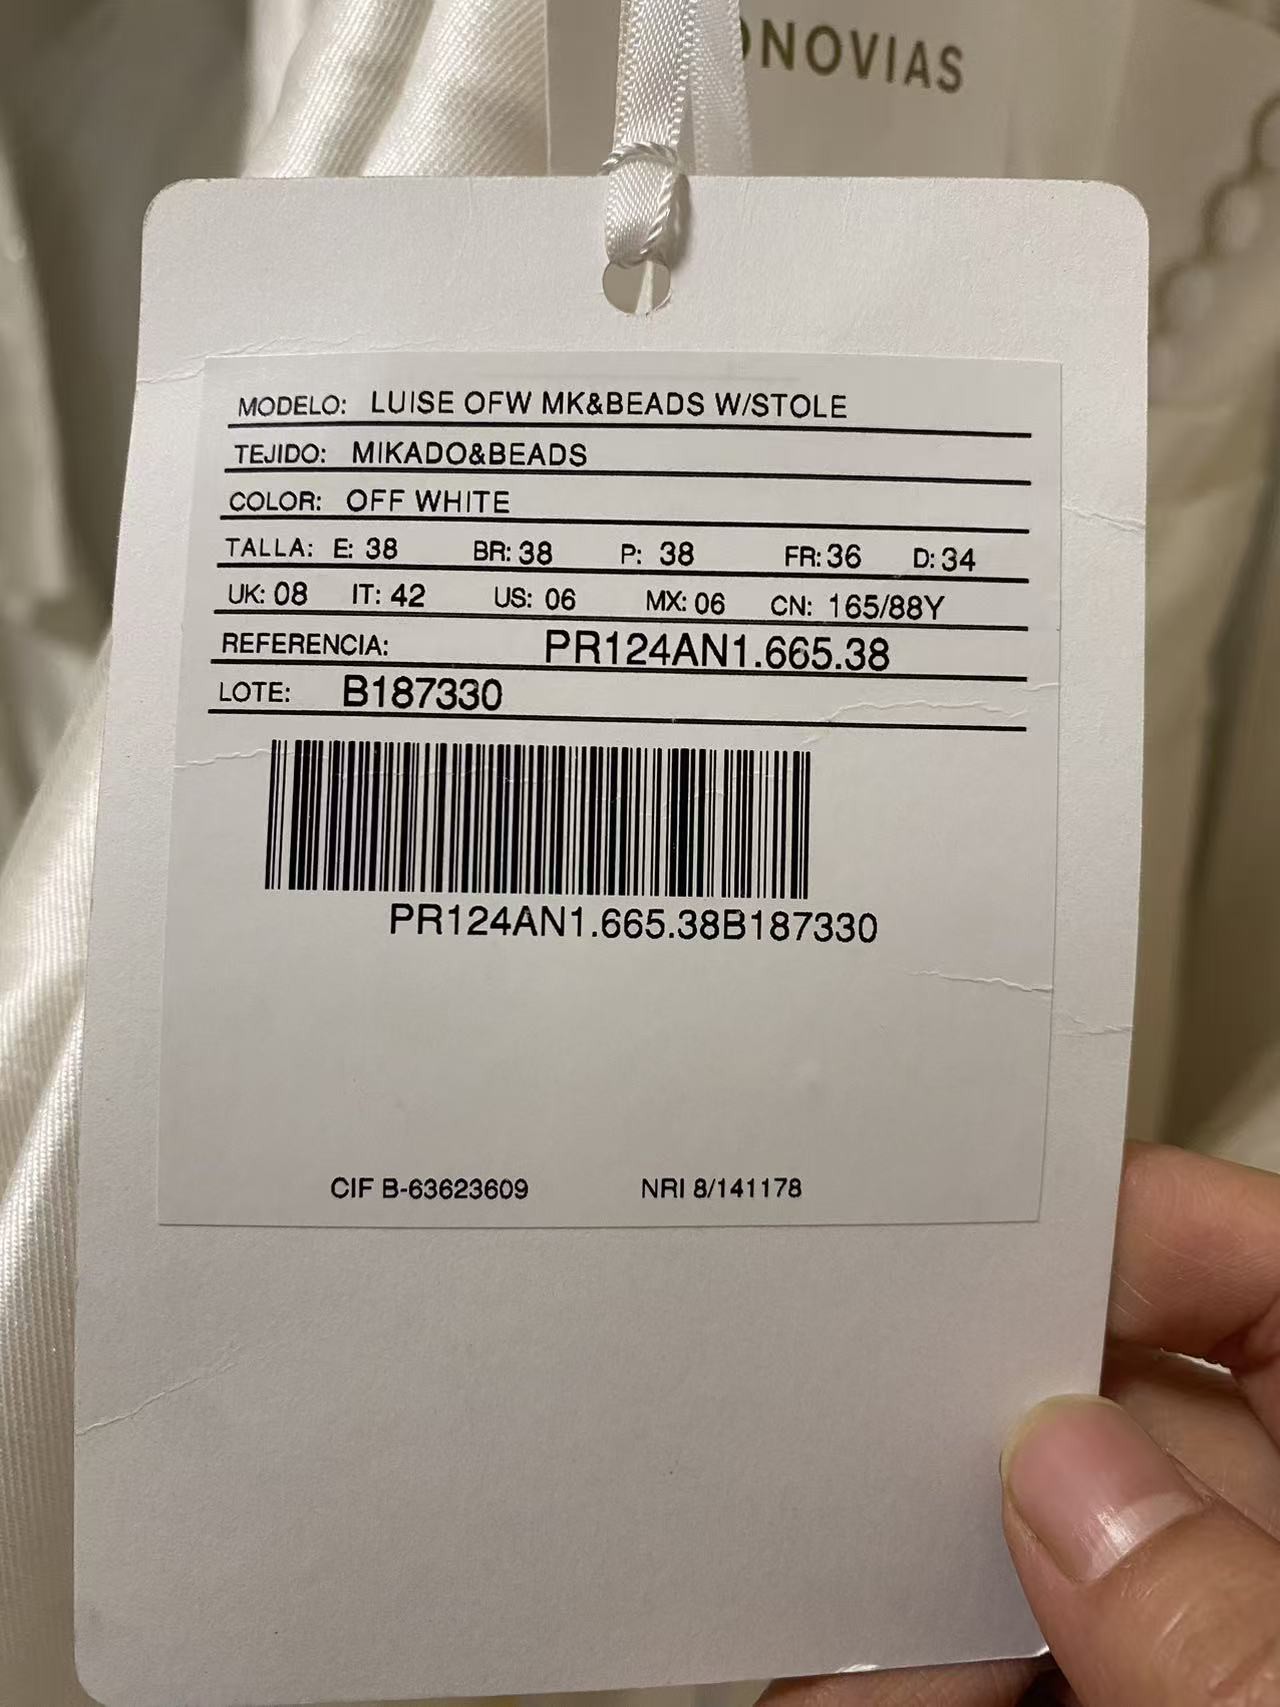 MODELO: LUISE OFW MK&BEADS W/STOLE
TEJIDO: MIKADO&BEADS
COLOR: OFF WHITE
TALLA: E: 38 BR: 38 P: 38 FR: 36 D: 34
UK: 08 IT: 42 US: 06 MX: 06 CN: 165/88Y
REFERENCIA: PR124AN1.665.38
LOTE: B187330
PR124AN1.665.38B187330
CIF B-63623609 NRI 8/141178